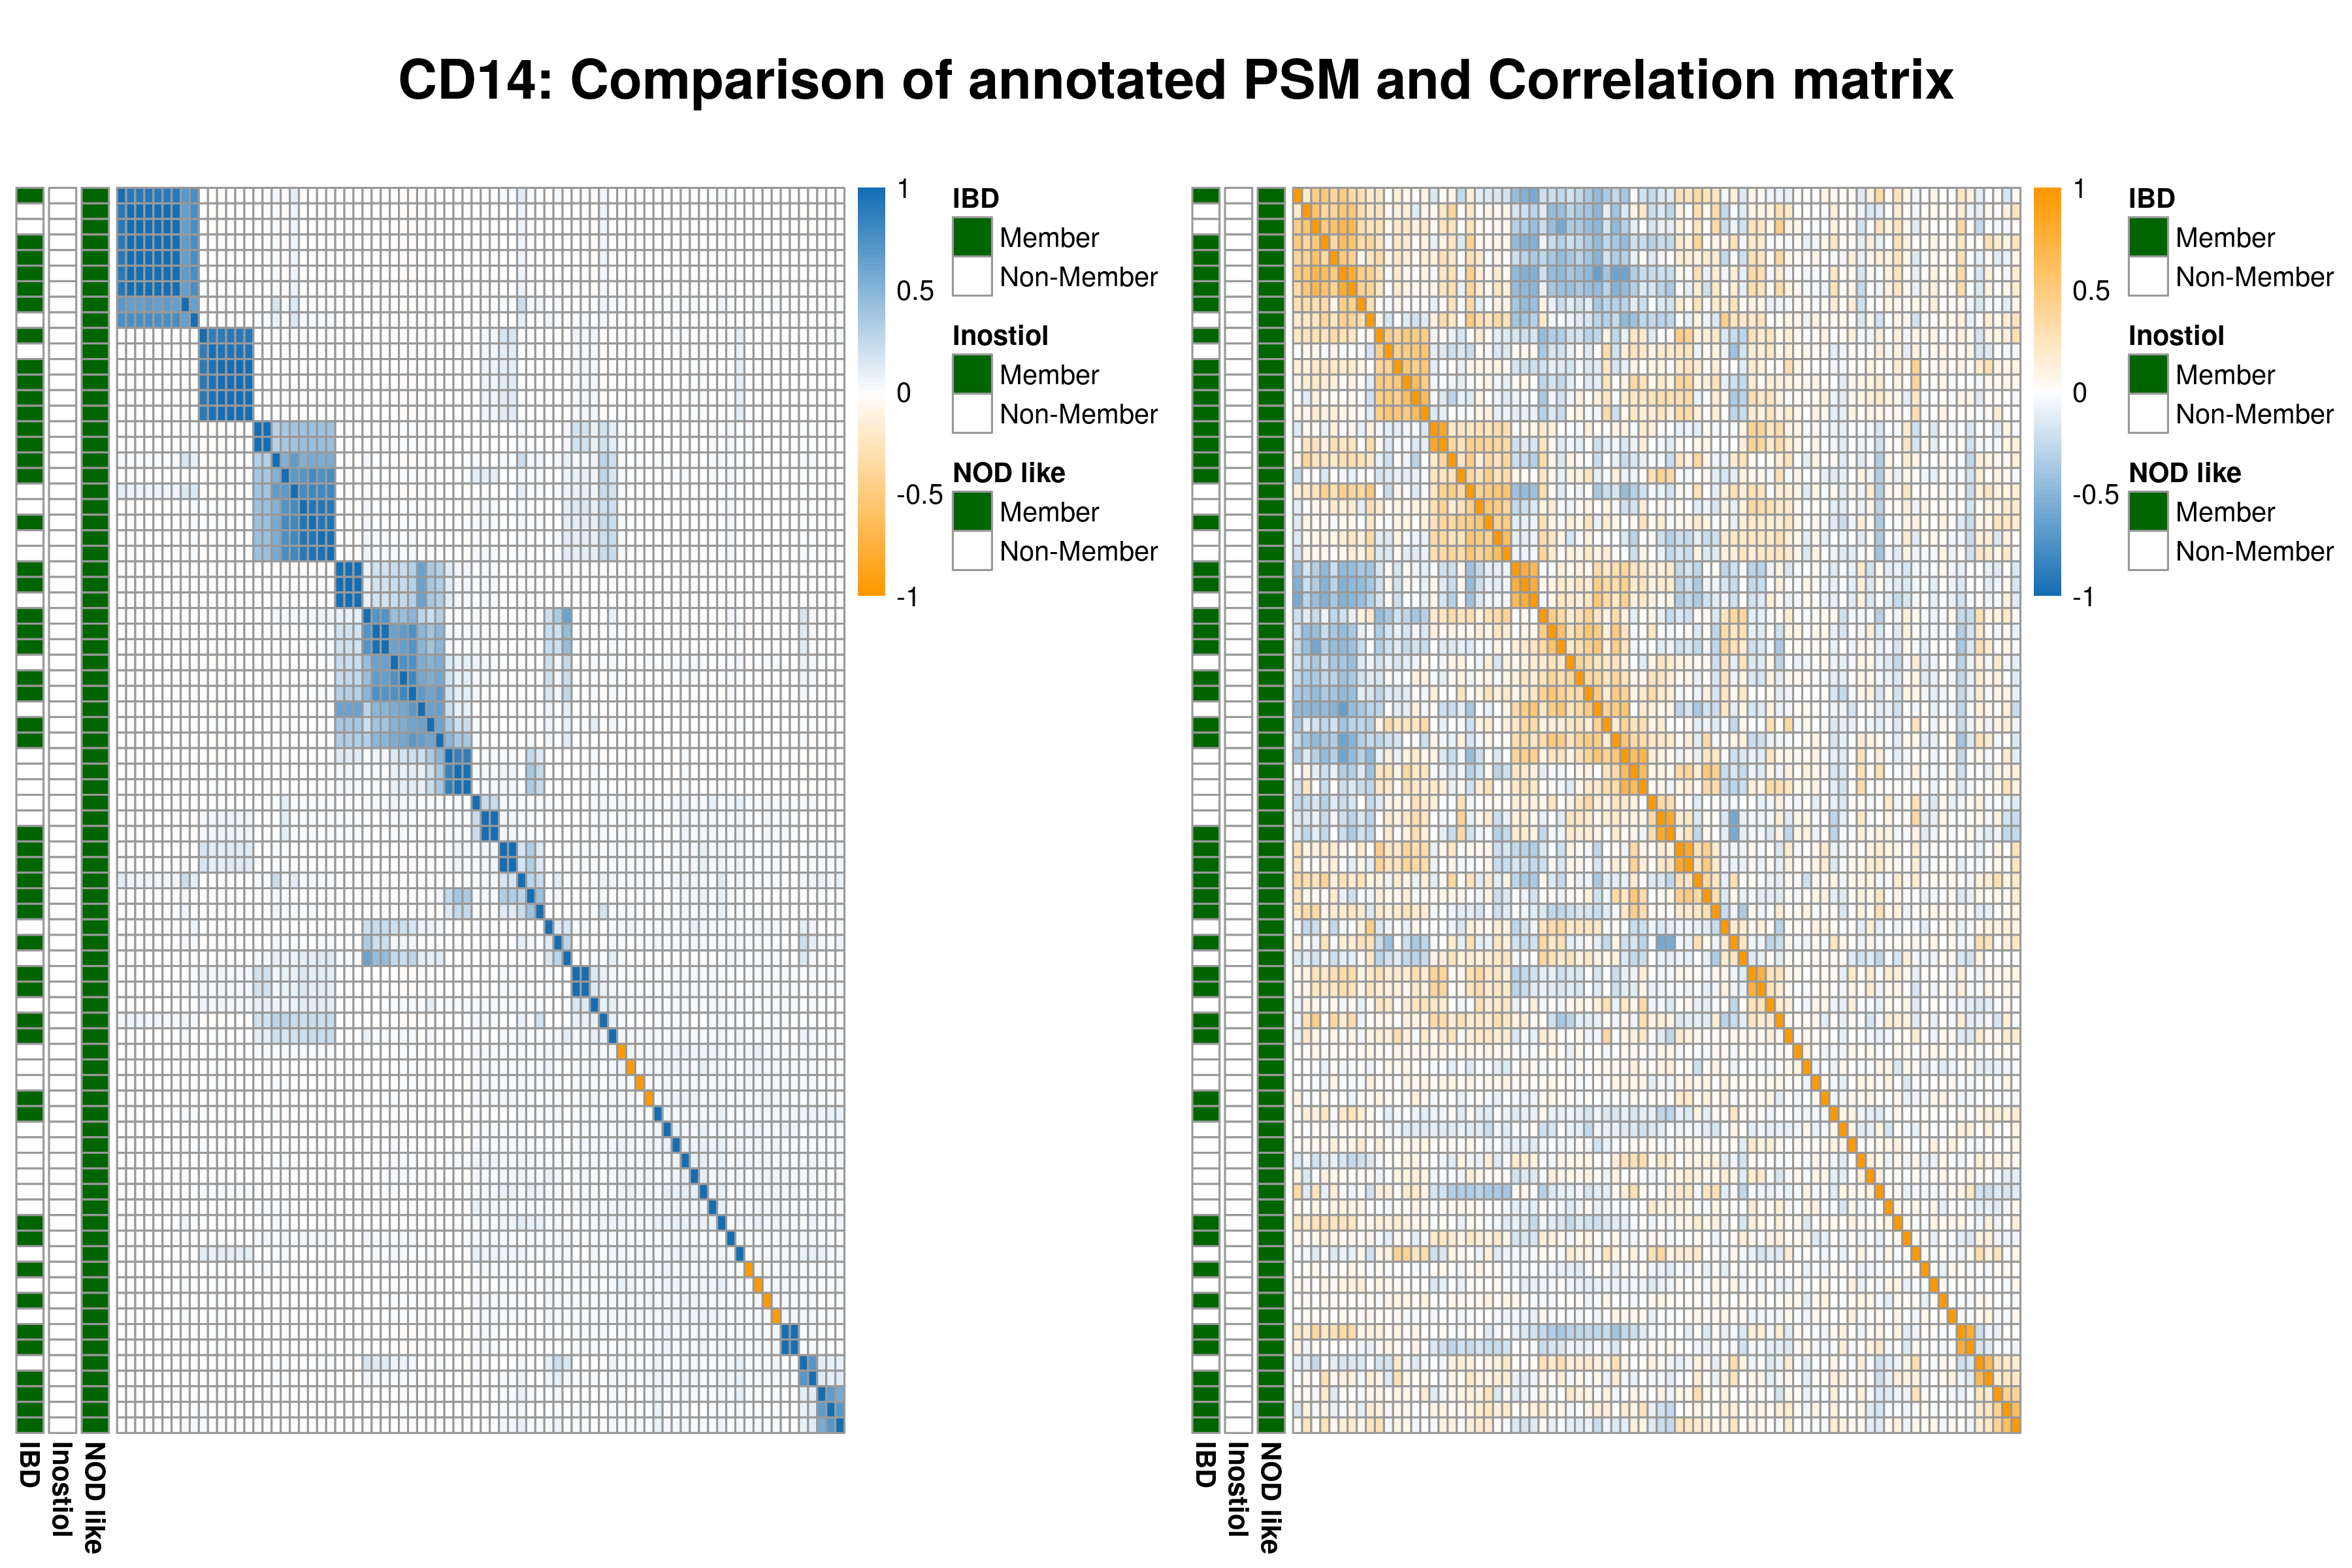 CD14: Comparison of annotated PSM and Correlation matrix
1
0.5
0
-0.5
-1
IBD
Member
Non-Member
Inostiol
Member
Non-Member
NOD like
Member
Non-Member
IBD
Inostiol
NOD like
1
0.5
0
-0.5
-1
IBD
Member
Non-Member
Inostiol
Member
Non-Member
NOD like
Member
Non-Member
IBD
Inostiol
NOD like